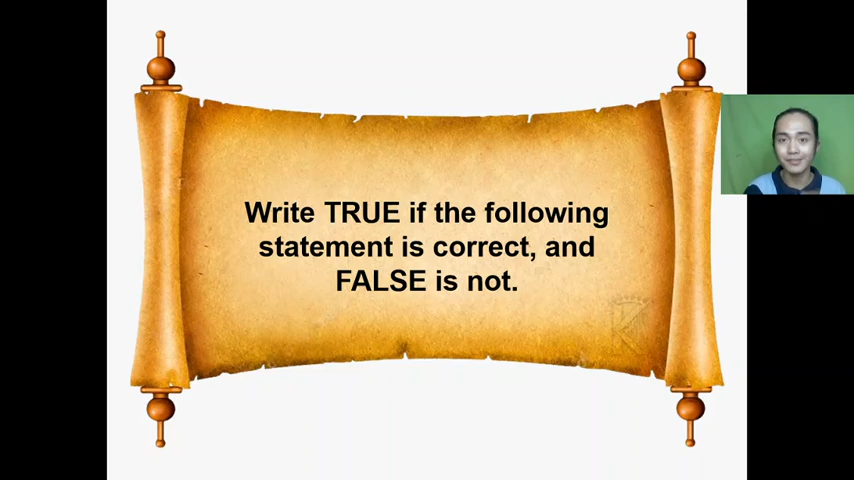 Write TRUE if the following
statement is correct, and
FALSE is not.